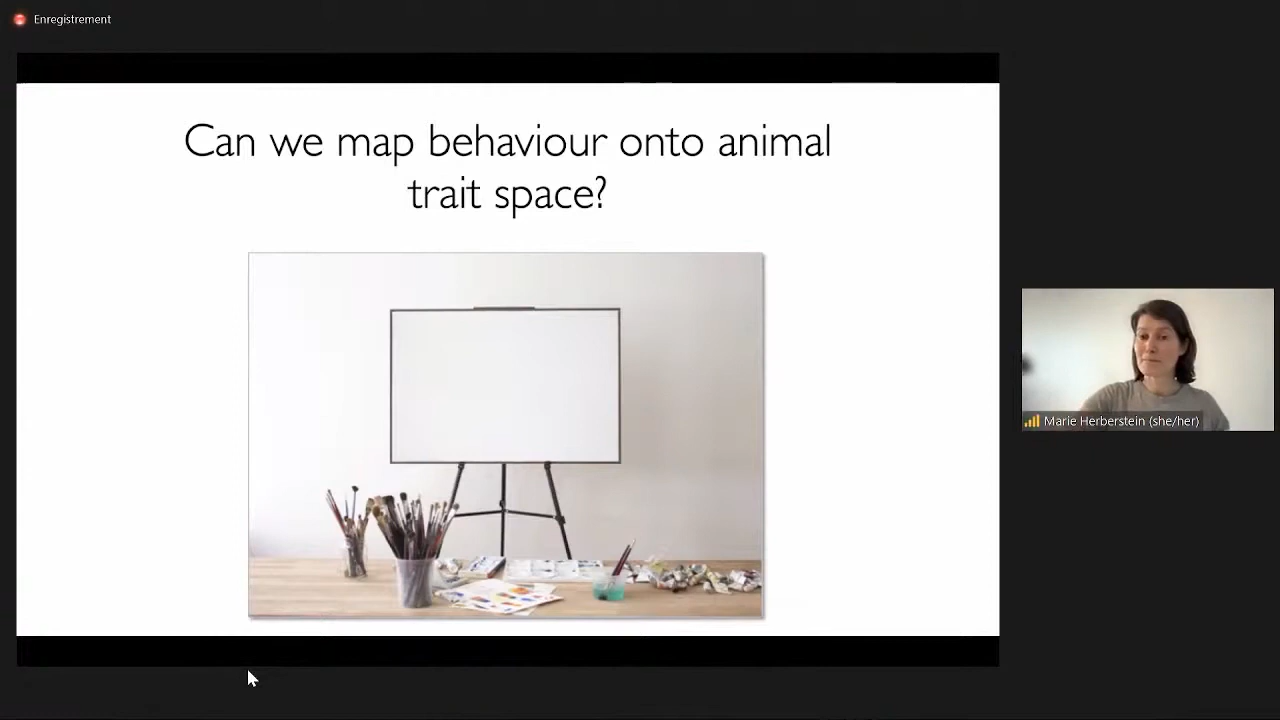 Enregistrement
Can we map behaviour onto animal
trait space?
Marie Herberstein (she/her)